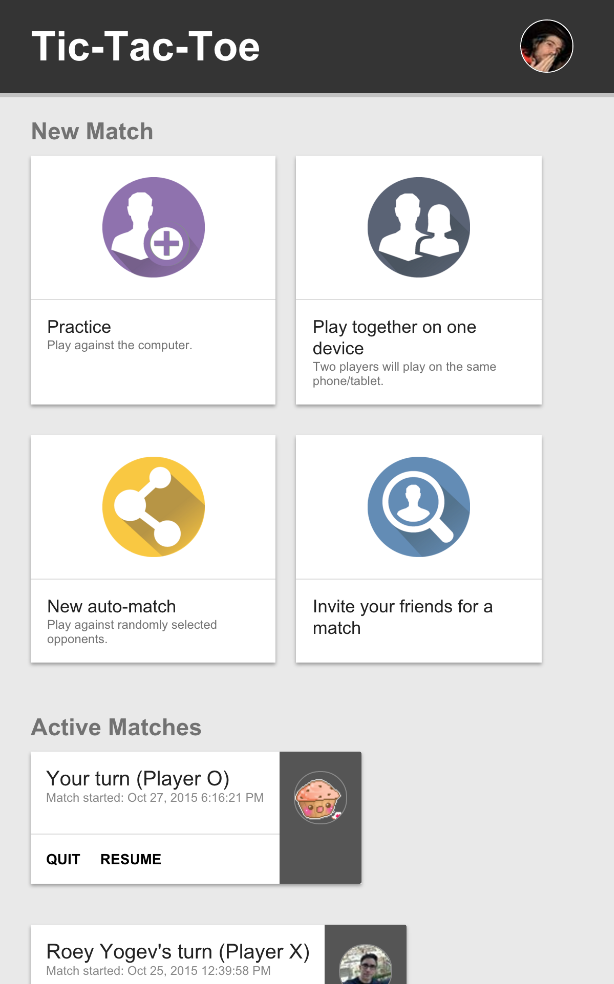 Tic-Tac-Toe
New Match
Practice
Play against the computer.
Play together on one
device
Two players will play on the same
phone/tablet.
New auto-match
Play against randomly selected
opponents.
Invite your friends for a
match
Active Matches
Your turn (Player O)
Match started: Oct 27, 2015 6:16:21 PM
QUIT RESUME
Roey Yogev's turn (Player X)
Match started: Oct 25, 2015 12:39:58 PM